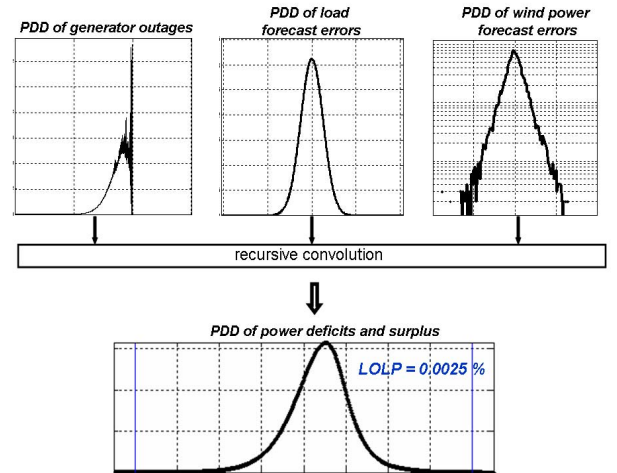 PDD of generator outages
PDD of load
forecast errors
PDD of wind power
forecast errors
recursive convolution
PDD of power deficits and surplus
LOLP = 0.0025 %